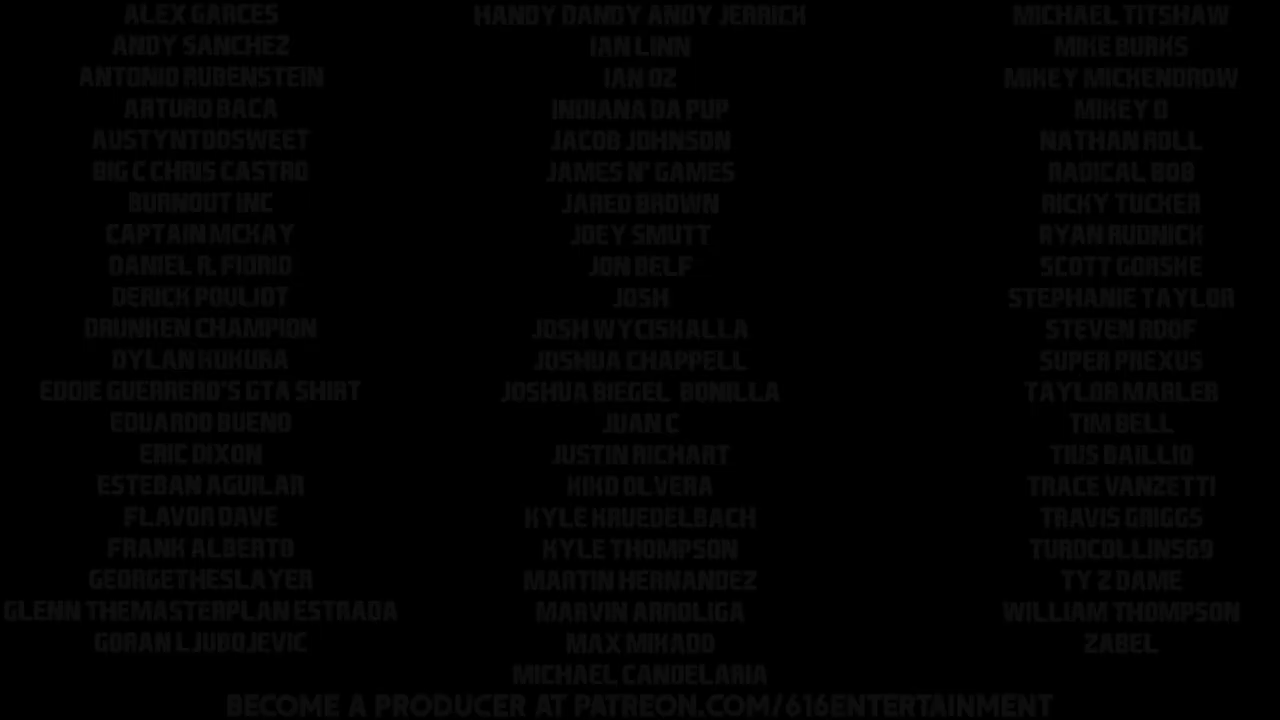 ALEX GARCES
ANDY SANCHEZ
ANTONIO RUBENSTEIN
ARTURO BACA
AUSTYNTOOSWEET
BIG C CHRIS CASTRO
BURNOUT INC
CAPTAIN MCKAY
DANIEL R. FIORIO
DERICK POULIOT
DRUNKEN CHAMPION
DYLAN KOKURA
EDDIE GUERRERO'S GTA SHIRT
EDUARDO BUENO
ERIC DIXON
ESTEBAN AGUILAR
FLAVOR DAVE
FRANK ALBERTO
GEORGETHESLAYER
GLENN THEMASTERPLAN ESTRADA
GORAN LJUBOJEVIC
HANDY DANDY ANDY JERRICK
IAN LINN
IAN OZ
INDIANA DA PUP
JACOB JOHNSON
JAMES N' GAMES
JARED BROWN
JOEY SMUTT
JON DELF
JOSH
JOSH WYCISKALLA
JOSHUA CHAPPELL
JOSHUA BIEGEL BONILLA
JUAN C
JUSTIN RICHART
KIKO OLVERA
KYLE KRUEDELBACH
KYLE THOMPSON
MARTIN HERNANDEZ
MARVIN ARROLIGA
MAX MIKADO
MICHAEL CANDELARIA
MICHAEL TITSHAW
MIKE BURKS
MIKEY MICKENDROW
MIKEY O
NATHAN ROLL
RADICAL BOB
RICKY TUCKER
RYAN RUDNICK
SCOTT GORSKE
STEPHANIE TAYLOR
STEVEN ROOF
SUPER PREXUS
TAYLOR MARLER
TIM BELL
TRIS BAILLIO
TRACE VANZETTI
TRAVIS GRIGGS
TURDCOLLINS69
TY Z DAME
WILLIAM THOMPSON
ZABEL
BECOME A PRODUCER AT PATREON.COM/616ENTERTAINMENT